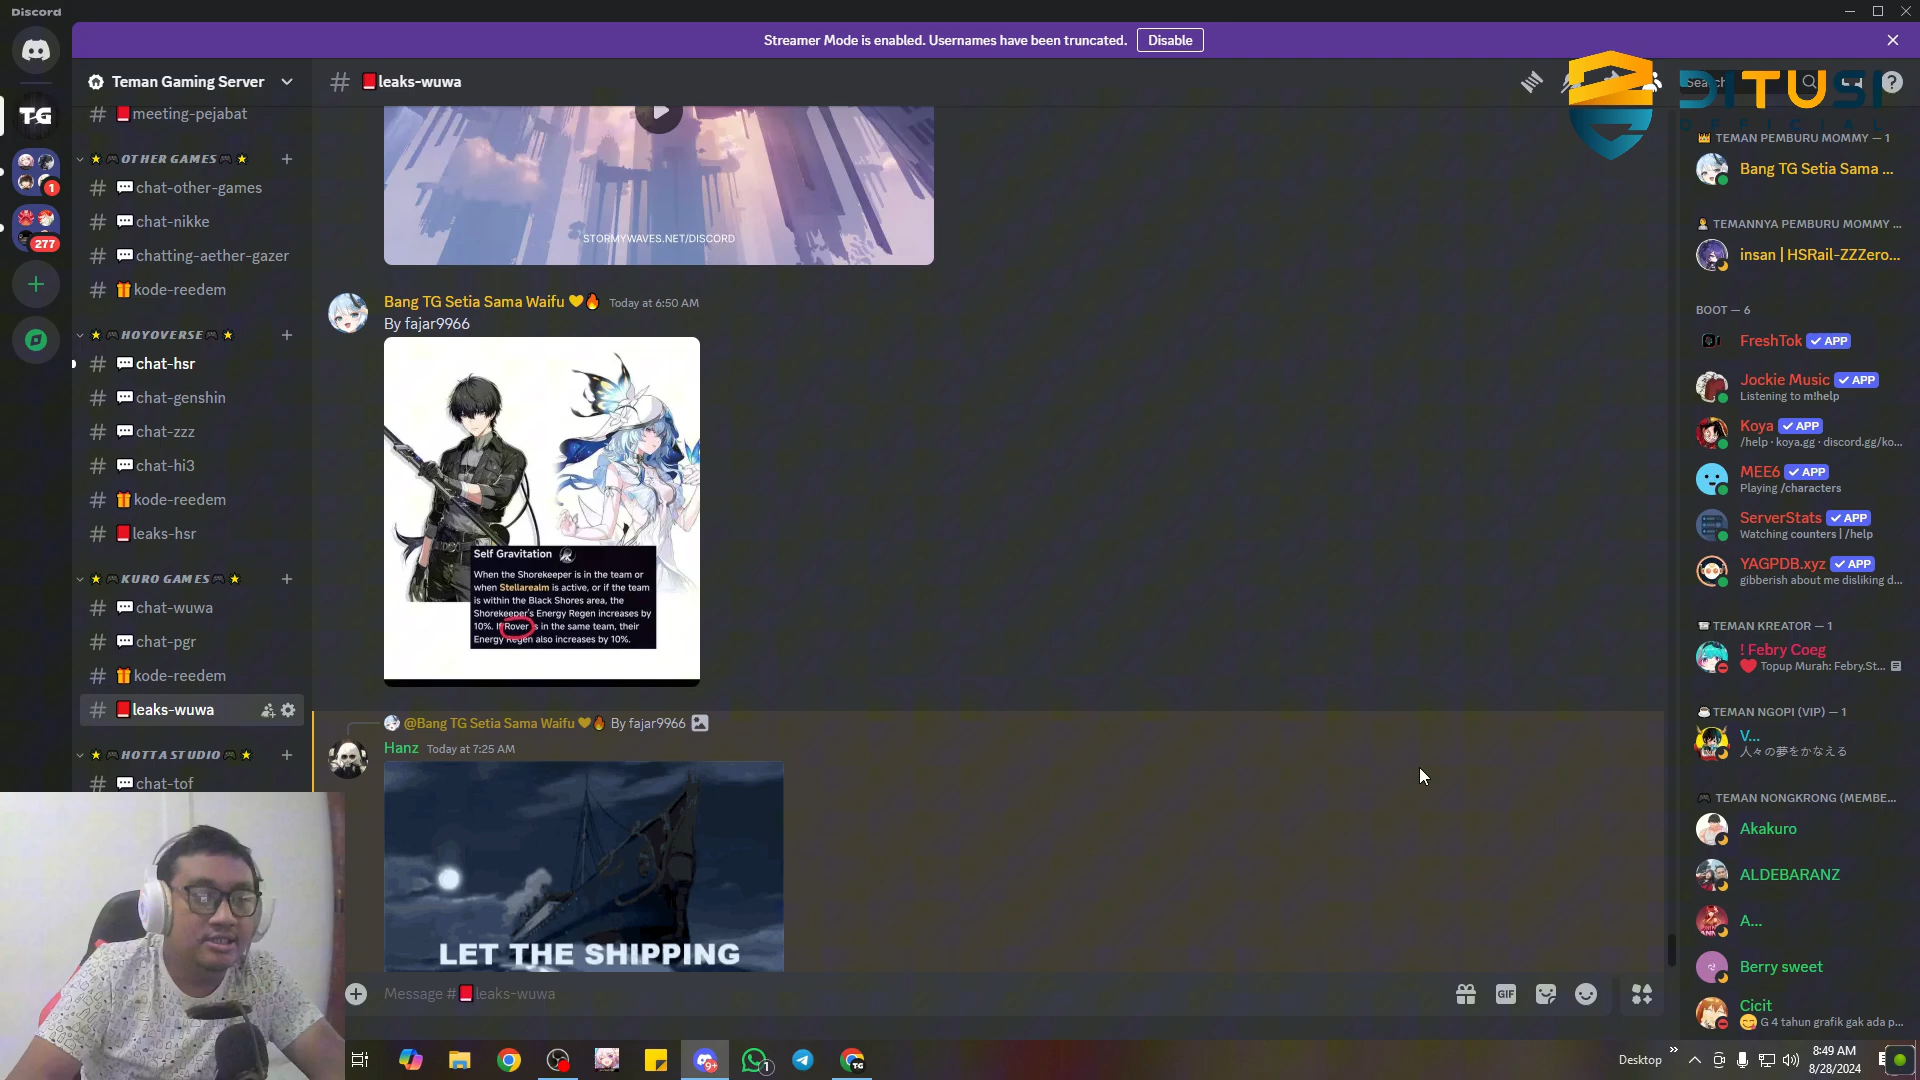 Discord
Streamer Mode is enabled. Usernames have been truncated.
Disable
Teman Gaming Server
leaks-wuwa
Search
DITUSI
OFFICIAL
TG
1
277
meeting-pejabat
OTHER GAMES
chat-other-games
chat-nikke
chatting-aether-gazer
kode-reedem
HOYOVERSE
chat-hsr
chat-genshin
chat-zzz
chat-hi3
kode-reedem
leaks-hsr
KURO GAMES
chat-wuwa
chat-pgr
kode-reedem
leaks-wuwa
HOTTA STUDIO
chat-tof
STORMYWAVES.NET/DISCORD
Bang TG Setia Sama Waifu 💛🔥 Today at 6:50 AM
By fajar9966
Self Gravitation
When the Shorekeeper is in the team or
when Stellarealm is active, or if the team
is within the Black Shores area, the
Shorekeeper's Energy Regen increases by
10%. If Rover is in the same team, their
Energy Regen also increases by 10%.
@Bang TG Setia Sama Waifu 💛🔥 By fajar9966
Hanz Today at 7:25 AM
LET THE SHIPPING
Message #📕leaks-wuwa
GIF
TEMAN PEMBURU MOMMY — 1
Bang TG Setia Sama ...
TEMANNYA PEMBURU MOMMY ...
insan | HSRail-ZZZero...
BOOT — 6
FreshTok ✓ APP
Jockie Music ✓ APP
Listening to m!help
Koya ✓ APP
/help · koya.gg · discord.gg/ko...
MEE6 ✓ APP
Playing /characters
ServerStats ✓ APP
Watching counters | /help
YAGPDB.xyz ✓ APP
gibberish about me disliking d...
TEMAN KREATOR — 1
! Febry Coeg
Topup Murah: Febry.St...
TEMAN NGOPI (VIP) — 1
V...
人々の夢をかなえる
TEMAN NONGKRONG (MEMBE...
Akakuro
ALDEBARANZ
A...
Berry sweet
Cicit
G 4 tahun grafik gak ada p...
9+
1
TG
Desktop
8:49 AM
8/28/2024